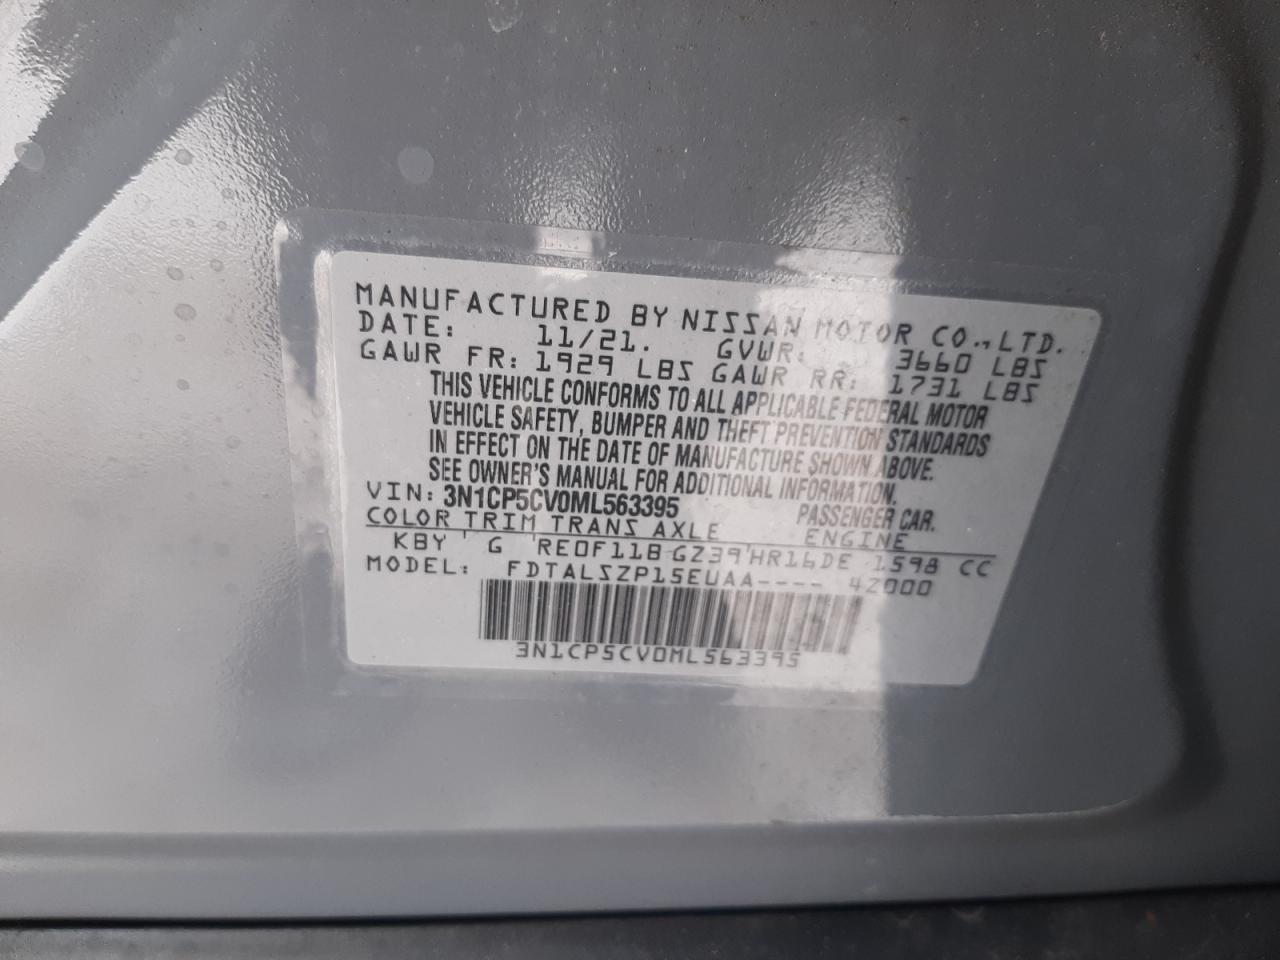 MANUFACTURED BY NISSAN MOTOR CO.,LTD.
DATE: 11/21. GVWR: 3660 LBS
GAWR FR: 1929 LBS GAWR RR: 1731 LBS
THIS VEHICLE CONFORMS TO ALL APPLICABLE FEDERAL MOTOR
VEHICLE SAFETY, BUMPER AND THEFT PREVENTION STANDARDS
IN EFFECT ON THE DATE OF MANUFACTURE SHOWN ABOVE.
SEE OWNER'S MANUAL FOR ADDITIONAL INFORMATION.
VIN: 3N1CP5CV0ML563395 PASSENGER CAR.
COLOR TRIM TRANS AXLE ENGINE
KBY ' G 'RE0F11B GZ39'HR16DE 1598 CC
MODEL: FDTALSZP15EUAA---- 42000
3N1CP5CV0ML563395